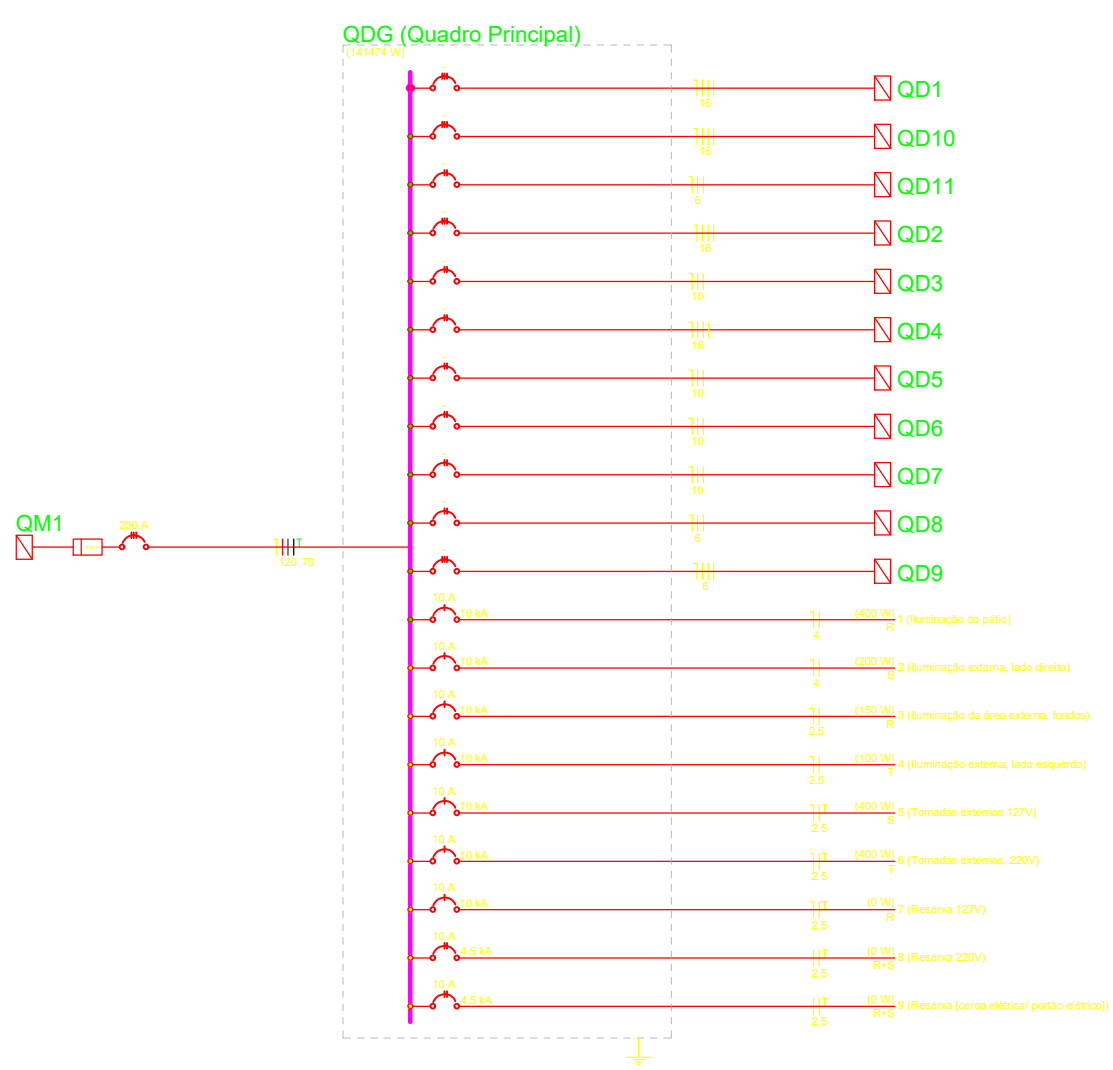 QDG (Quadro Principal)
(141474 W)
QD1
16
QD10
16
QD11
6
QD2
16
QD3
10
QD4
16
QD5
10
QD6
10
QD7
10
QD8
6
QM1
200 A
T
120 70
QD9
6
10 A
10 kA
(400 W)
R
4
1 (Iluminação do pátio)
10 A
10 kA
(200 W)
S
4
2 (Iluminação externa, lado direito)
10 A
10 kA
(150 W)
R
2.5
3 (Iluminação da área externa, fundos)
10 A
10 kA
(100 W)
T
2.5
4 (Iluminação externa, lado esquerdo)
10 A
10 kA
T
(400 W)
S
2.5
5 (Tomadas externas 127V)
10 A
10 kA
T
(400 W)
T
2.5
6 (Tomadas externas, 220V)
10 A
10 kA
T
(0 W)
R
2.5
7 (Reserva 127V)
10 A
4.5 kA
T
(0 W)
R+S
2.5
8 (Reserva 220V)
10 A
4.5 kA
T
(0 W)
R+S
2.5
9 (Reserva [cerca elétrica/ portão elétrico])